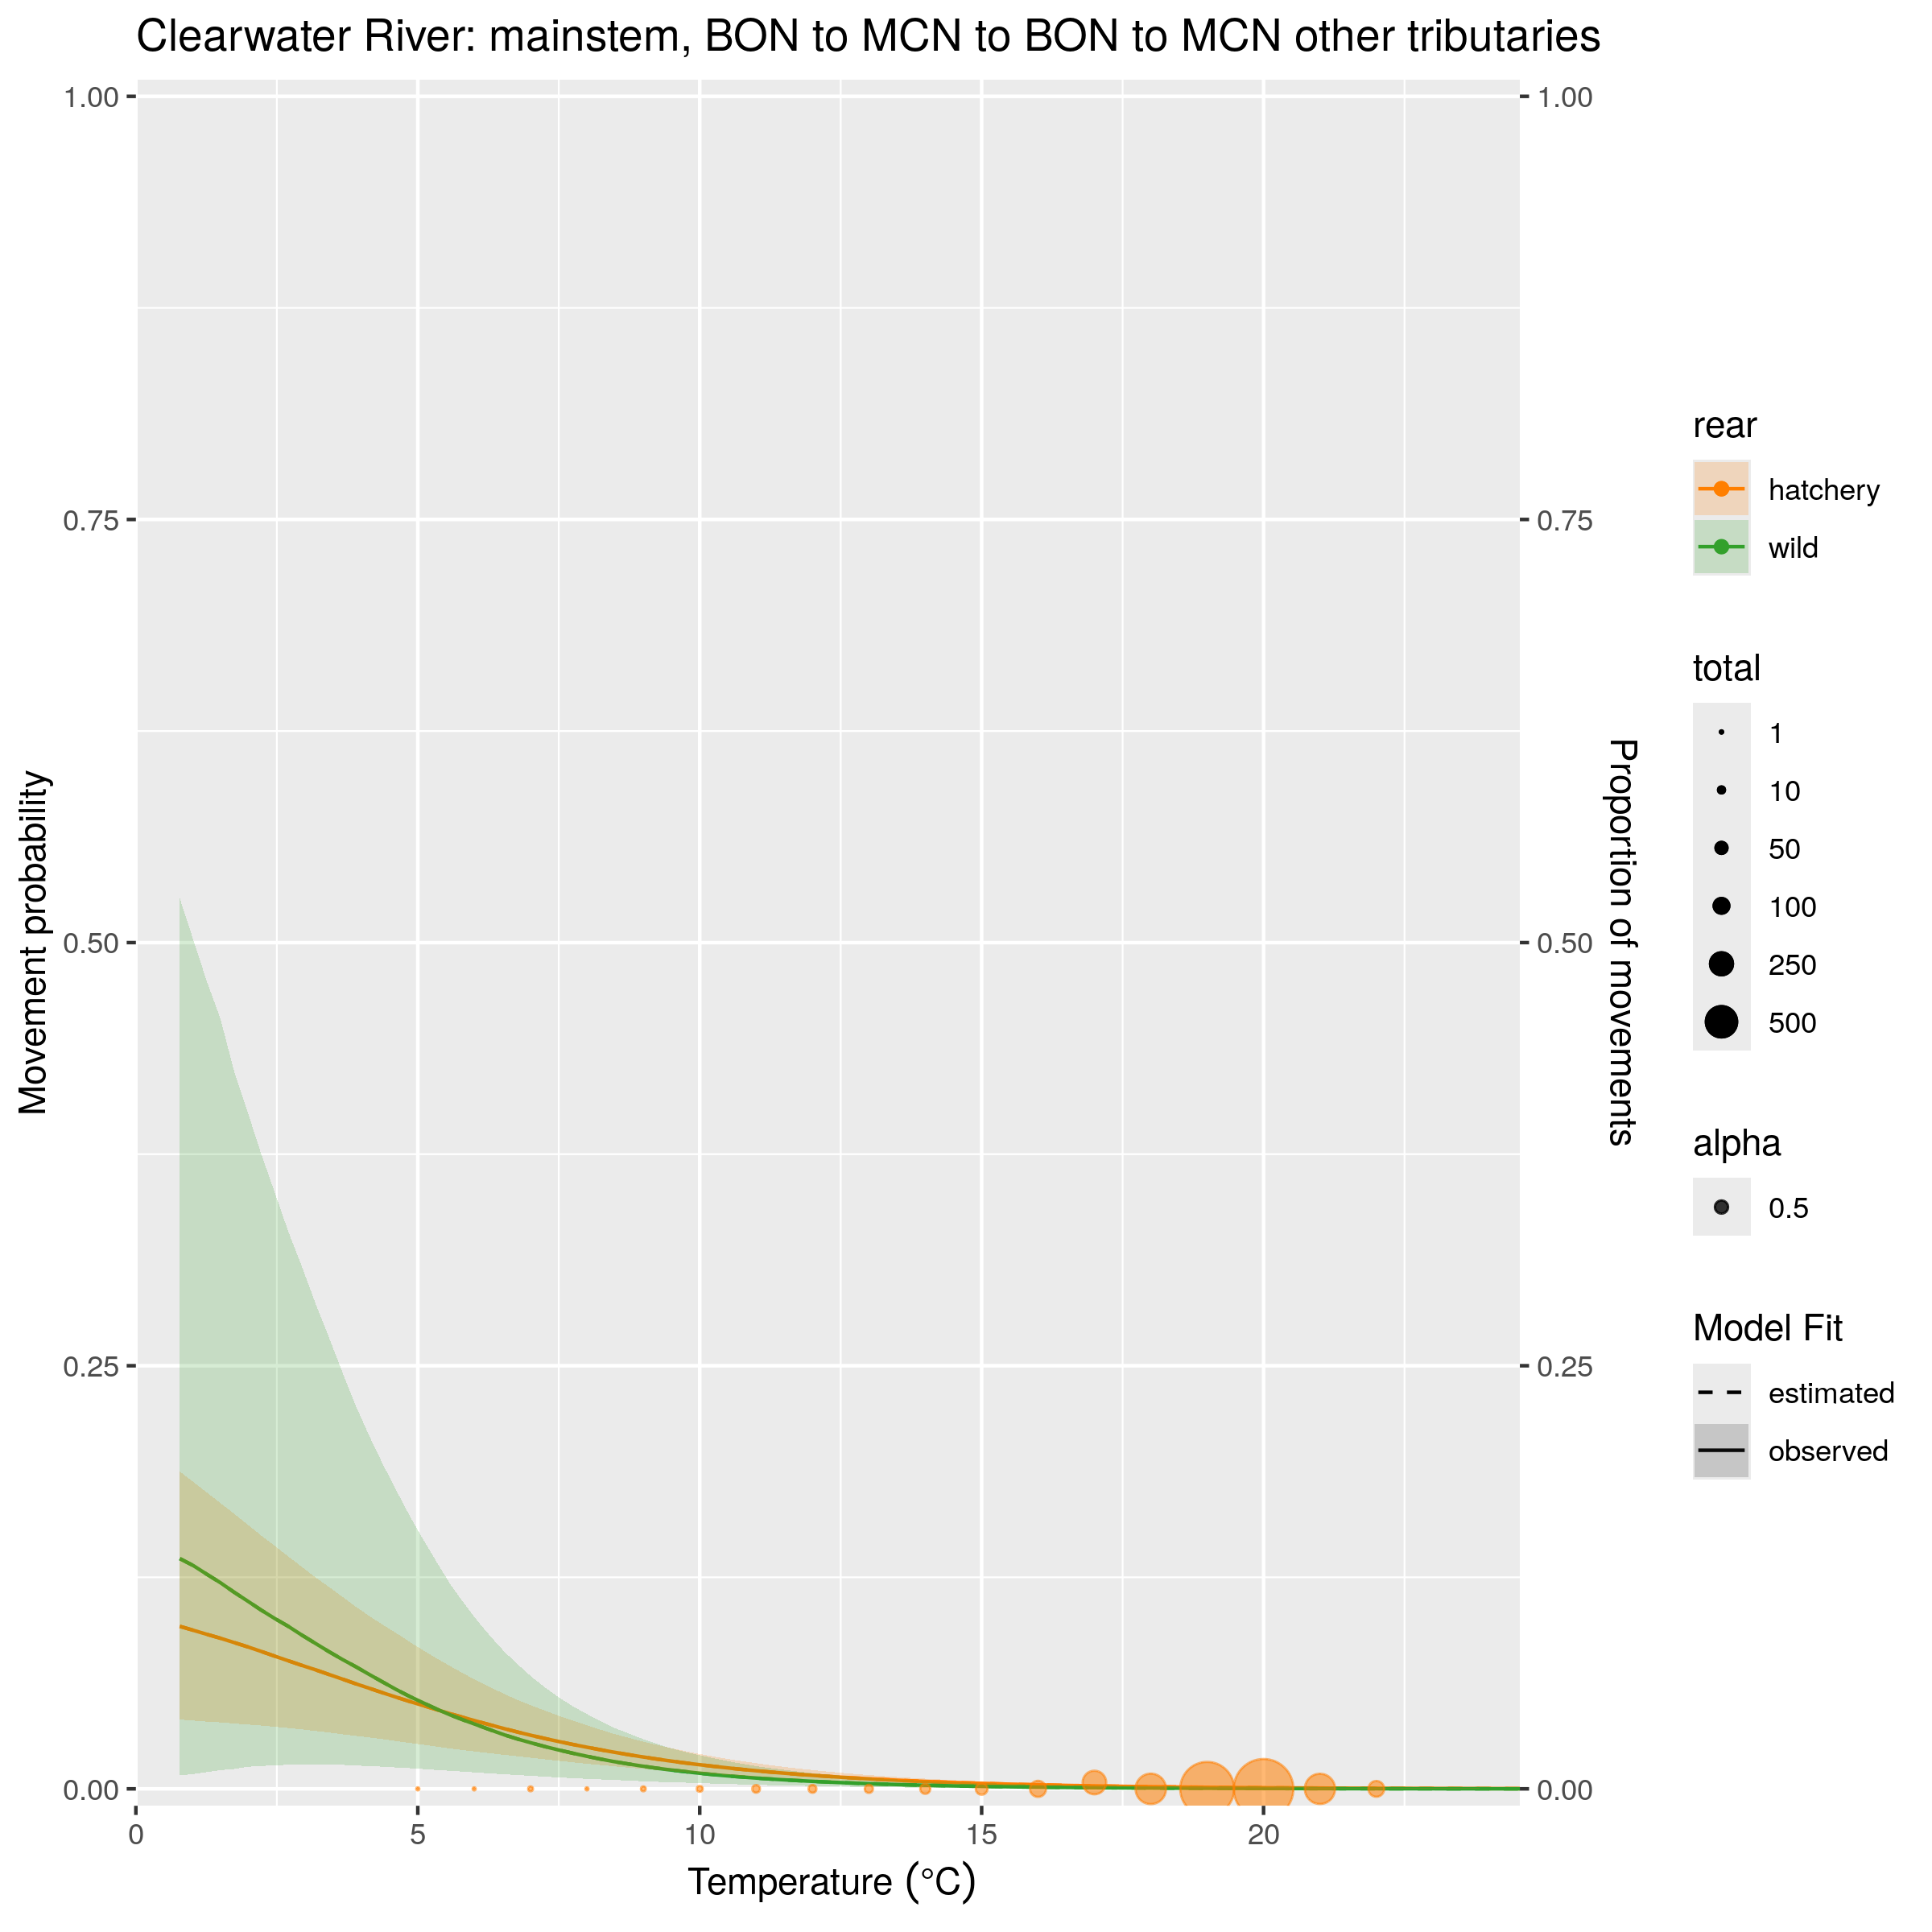 Clearwater River: mainstem, BON to MCN to BON to MCN other tributaries
Movement probability
1.00
0.75
0.50
0.25
0.00
0
5
10
15
20
Temperature (°C)
1.00
0.75
0.50
0.25
0.00
Proportion of movements
rear
hatchery
wild
total
1
10
50
100
250
500
alpha
0.5
Model Fit
estimated
observed